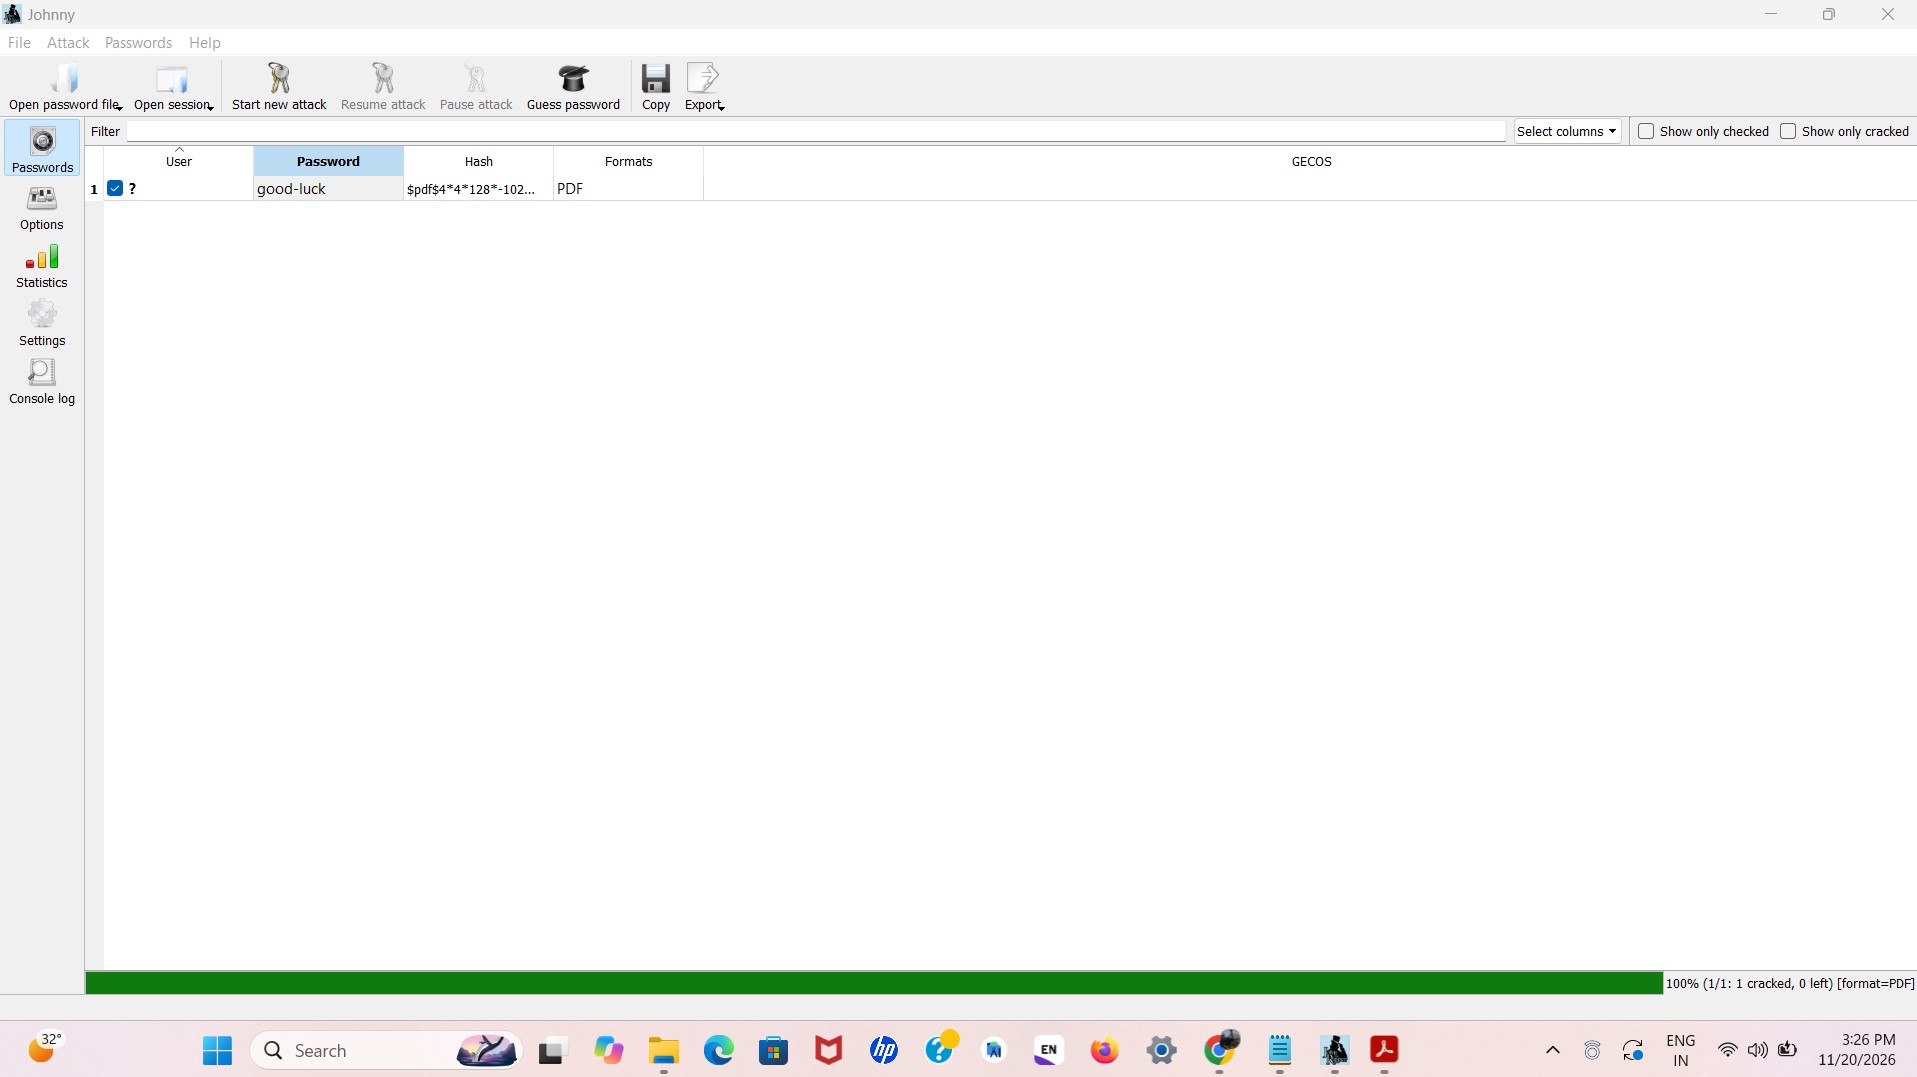 Johnny
File Attack Passwords Help
Open password file Open session Start new attack Resume attack Pause attack Guess password Copy Export
Passwords
Options
Statistics
Settings
Console log
Filter Select columns Show only checked Show only cracked
User Password Hash Formats GECOS
1 ? good-luck $pdf$4*4*128*-102... PDF
100% (1/1: 1 cracked, 0 left) [format=PDF]
32°
Search
hp
EN
ENG
IN
3:26 PM
11/20/2026